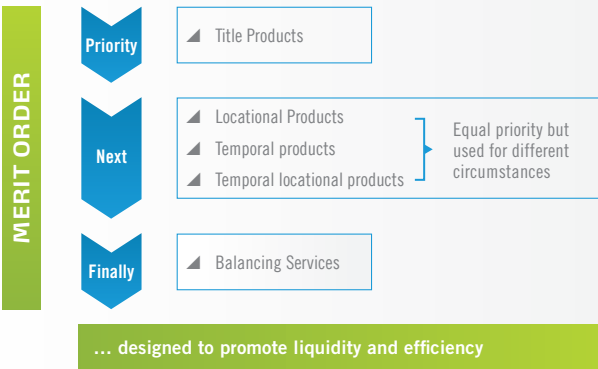 MERIT ORDER
Priority
Title Products
Next
Locational Products
Temporal products
Temporal locational products
Equal priority but
used for different
circumstances
Finally
Balancing Services
... designed to promote liquidity and efficiency